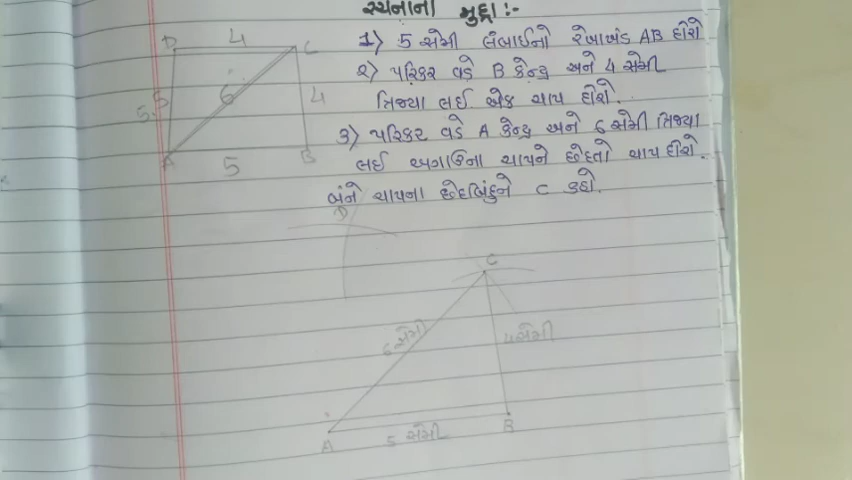 રચનાના મુદ્દા :-
1) 5 સેમી લંબાઈનો રેખાખંડ AB દોરો
2) પરિકર વડે B કેન્દ્ર અને 4 સેમી
ત્રિજ્યા લઈ એક ચાપ દોરો.
3) પરિકર વડે A કેન્દ્ર અને 6 સેમી ત્રિજ્યા
લઈ અગાઉના ચાપને છેદતો ચાપ દોરો.
બંને ચાપના છેદબિંદુને C કહો.
D 4 C
5.5 6 4
A 5 B
D
C
6 સેમી 4 સેમી
A 5 સેમી B